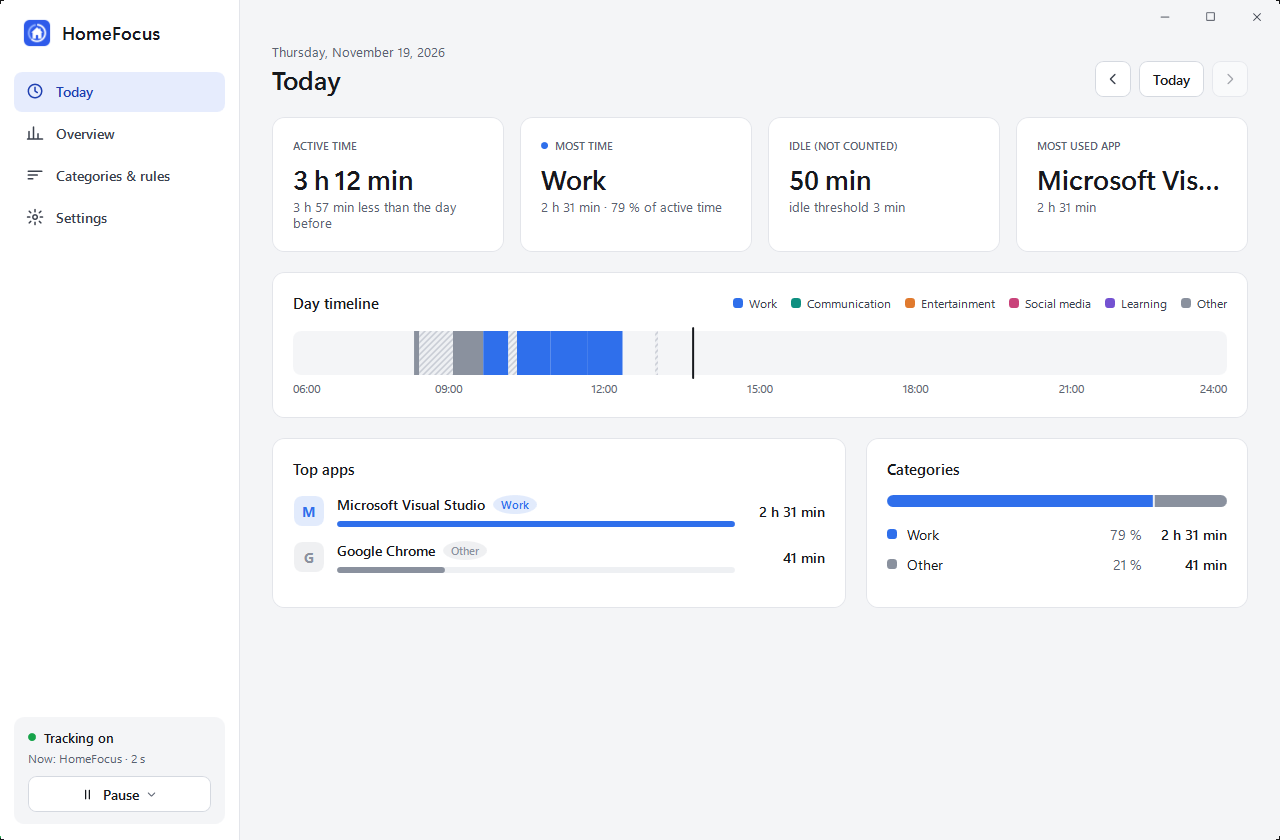 HomeFocus
Today
Overview
Categories & rules
Settings
Tracking on
Now: HomeFocus · 2 s
Pause
Thursday, November 19, 2026
Today
Today
ACTIVE TIME
3 h 12 min
3 h 57 min less than the day
before
MOST TIME
Work
2 h 31 min · 79 % of active time
IDLE (NOT COUNTED)
50 min
idle threshold 3 min
MOST USED APP
Microsoft Vis...
2 h 31 min
Day timeline
Work Communication Entertainment Social media Learning Other
06:00 09:00 12:00 15:00 18:00 21:00 24:00
Top apps
M Microsoft Visual Studio Work 2 h 31 min
G Google Chrome Other 41 min
Categories
Work 79 % 2 h 31 min
Other 21 % 41 min